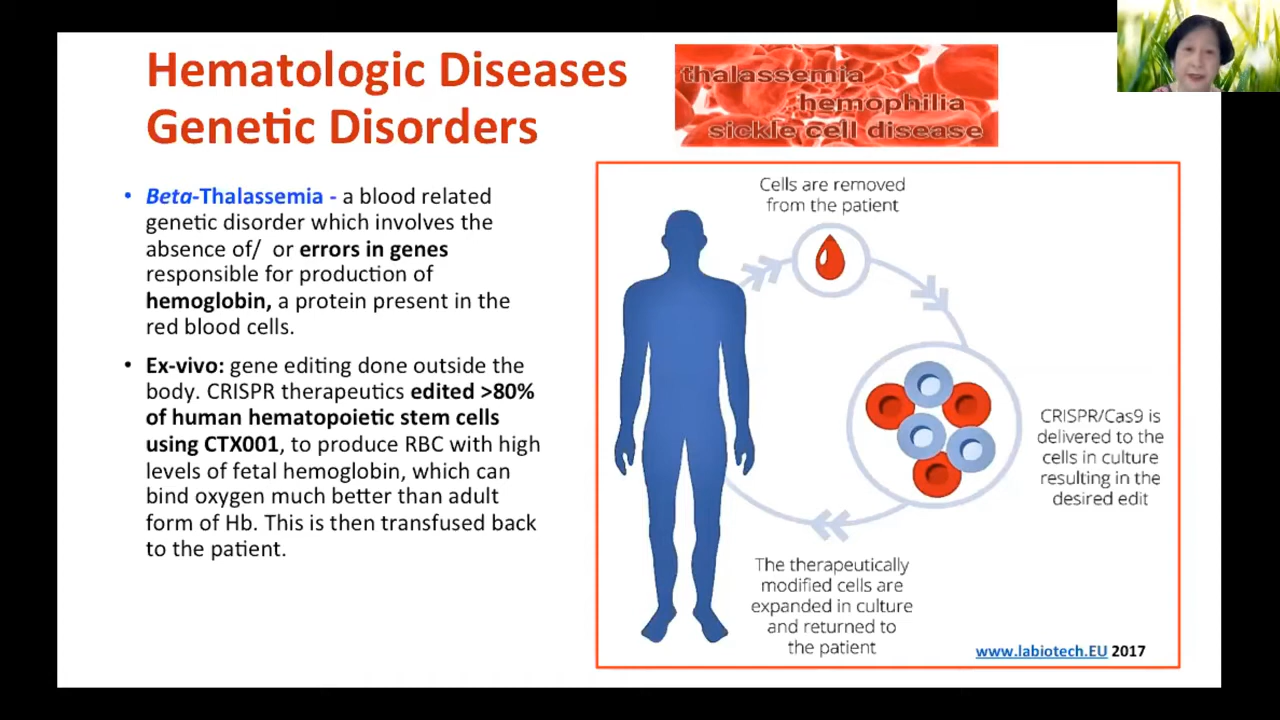 Hematologic Diseases
Genetic Disorders
thalassemia
hemophilia
sickle cell disease
• Beta-Thalassemia - a blood related
genetic disorder which involves the
absence of/ or errors in genes
responsible for production of
hemoglobin, a protein present in the
red blood cells.
• Ex-vivo: gene editing done outside the
body. CRISPR therapeutics edited >80%
of human hematopoietic stem cells
using CTX001, to produce RBC with high
levels of fetal hemoglobin, which can
bind oxygen much better than adult
form of Hb. This is then transfused back
to the patient.
Cells are removed
from the patient
CRISPR/Cas9 is
delivered to the
cells in culture
resulting in the
desired edit
The therapeutically
modified cells are
expanded in culture
and returned to
the patient
www.labiotech.EU 2017